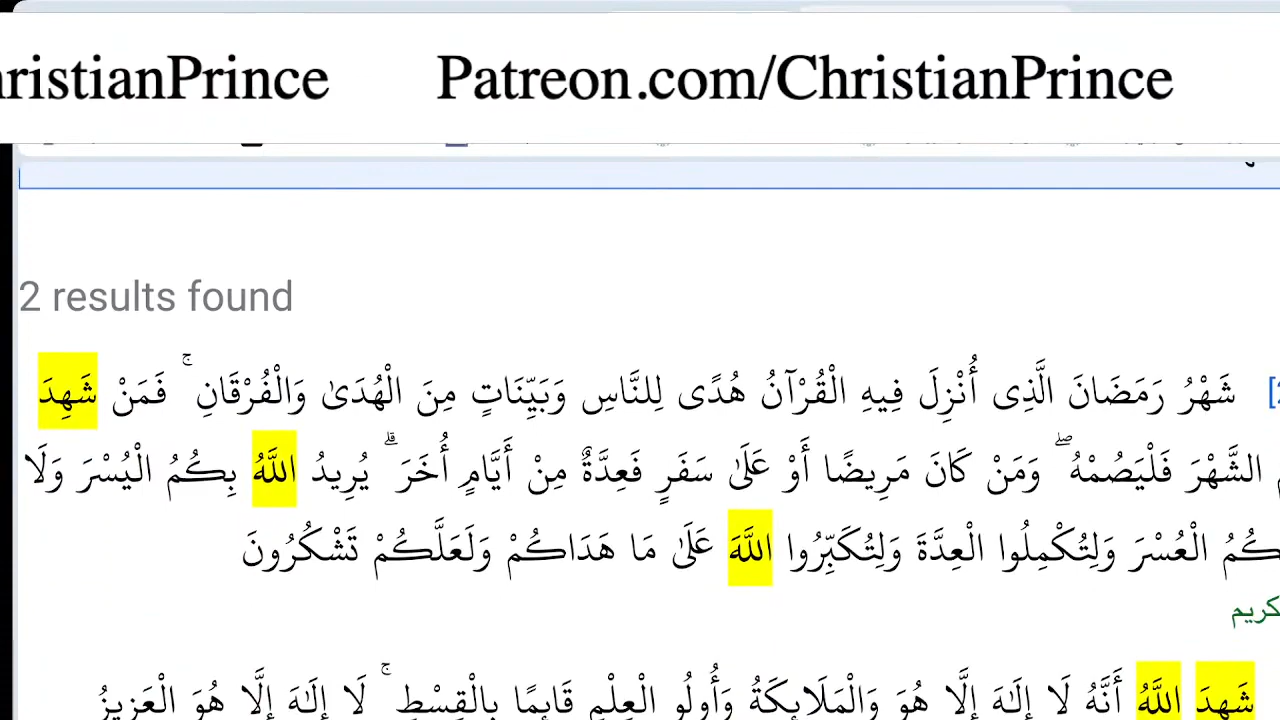 ristianPrince Patreon.com/ChristianPrince
2 results found
شَهْرُ رَمَضَانَ الَّذِى أُنْزِلَ فِيهِ الْقُرْآنُ هُدًى لِلنَّاسِ وَبَيِّنَاتٍ مِنَ الْهُدَىٰ وَالْفُرْقَانِ ۚ فَمَنْ شَهِدَ
الشَّهْرَ فَلْيَصُمْهُ ۖ وَمَنْ كَانَ مَرِيضًا أَوْ عَلَىٰ سَفَرٍ فَعِدَّةٌ مِنْ أَيَّامٍ أُخَرَ ۗ يُرِيدُ اللَّهُ بِكُمُ الْيُسْرَ وَلَا
كُمُ الْعُسْرَ وَلِتُكْمِلُوا الْعِدَّةَ وَلِتُكَبِّرُوا اللَّهَ عَلَىٰ مَا هَدَاكُمْ وَلَعَلَّكُمْ تَشْكُرُونَ
كريم
شَهِدَ اللَّهُ أَنَّهُ لَا إِلَٰهَ إِلَّا هُوَ وَالْمَلَائِكَةُ وَأُولُو الْعِلْمِ قَائِمًا بِالْقِسْطِ ۚ لَا إِلَٰهَ إِلَّا هُوَ الْعَزِيزُ